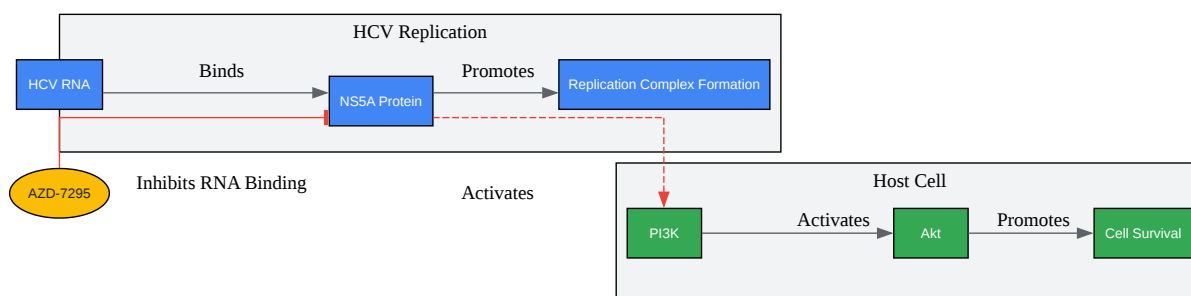 HCV Replication
HCV RNA
Binds
NS5A Protein
Promotes
Replication Complex Formation
AZD-7295
Inhibits RNA Binding
Activates
Host Cell
PI3K
Activates
Akt
Promotes
Cell Survival